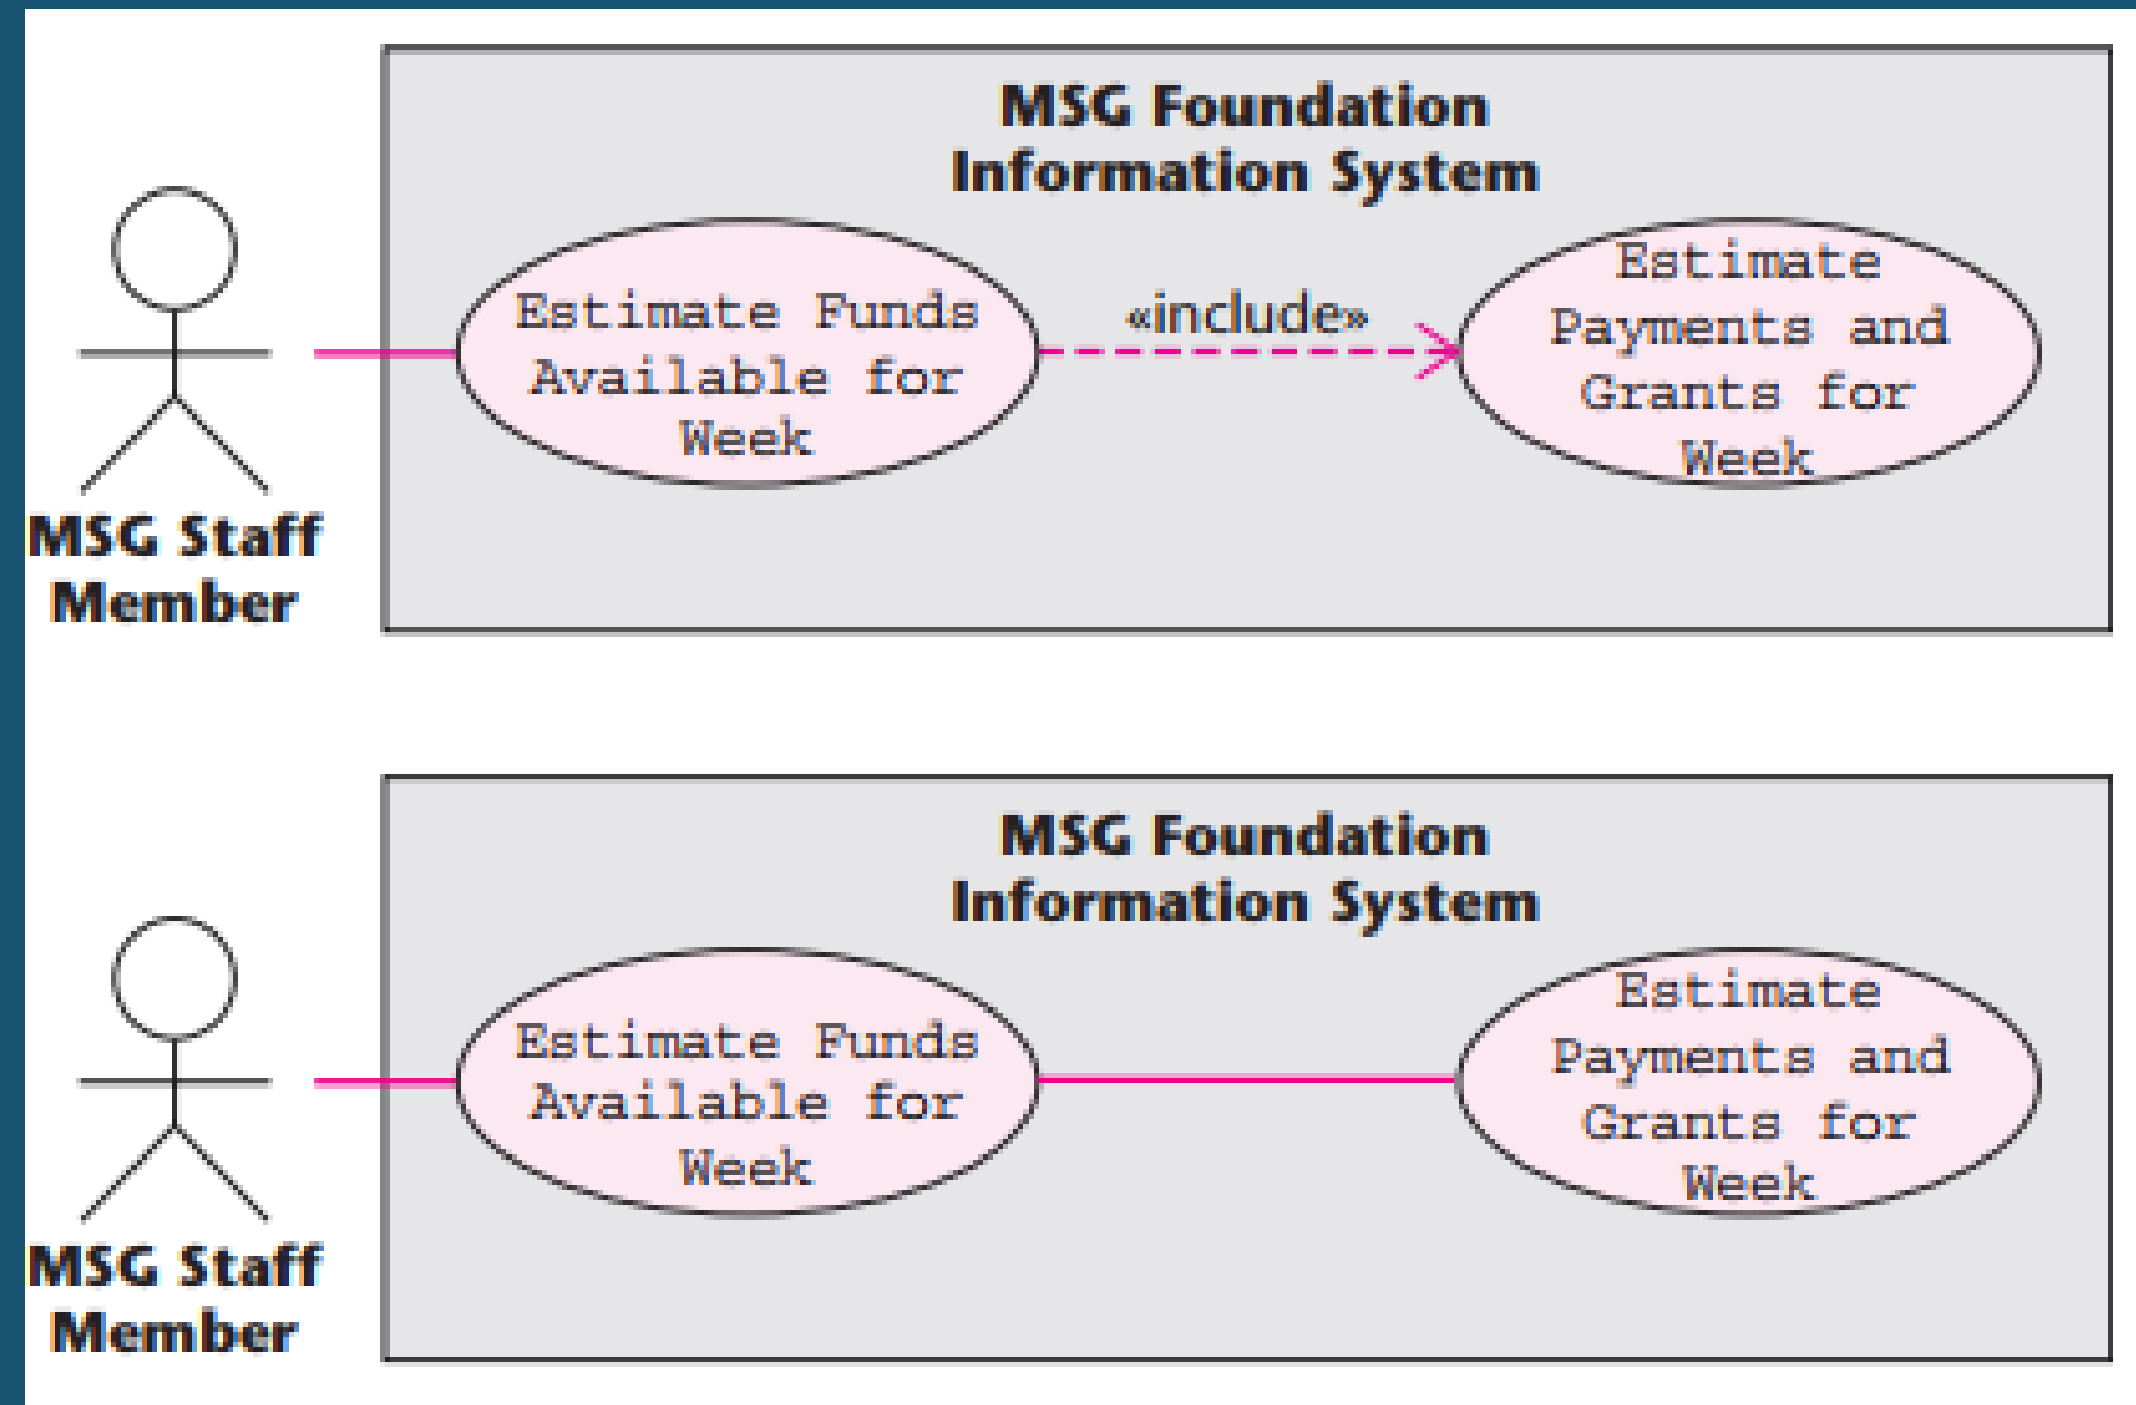 MSG Foundation
Information System
Estimate Funds
Available for
Week
«include»
Estimate
Payments and
Grants for
Week
MSG Staff
Member
MSG Foundation
Information System
Estimate Funds
Available for
Week
Estimate
Payments and
Grants for
Week
MSG Staff
Member